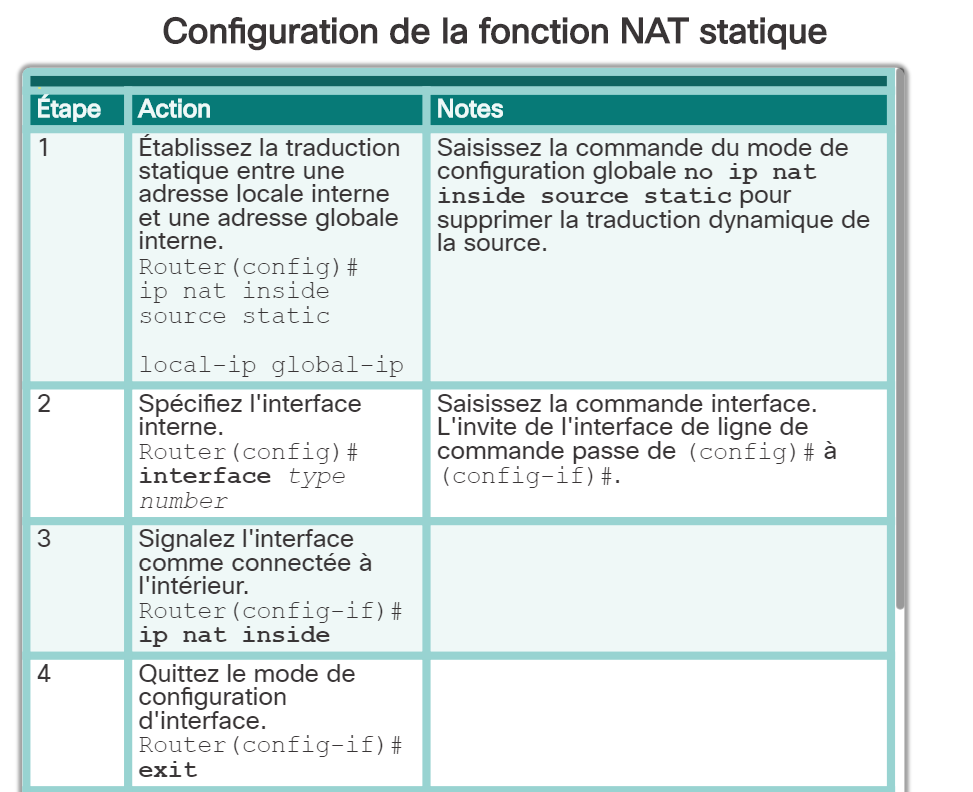 Configuration de la fonction NAT statique
Étape Action Notes
1
Établissez la traduction
statique entre une
adresse locale interne
et une adresse globale
interne.
Router(config)#
ip nat inside
source static
local-ip global-ip
Saisissez la commande du mode de
configuration globale no ip nat
inside source static pour
supprimer la traduction dynamique de
la source.
2
Spécifiez l'interface
interne.
Router(config)#
interface type
number
Saisissez la commande interface.
L'invite de l'interface de ligne de
commande passe de (config)# à
(config-if)#.
3
Signalez l'interface
comme connectée à
l'intérieur.
Router(config-if)#
ip nat inside
4
Quittez le mode de
configuration
d'interface.
Router(config-if)#
exit